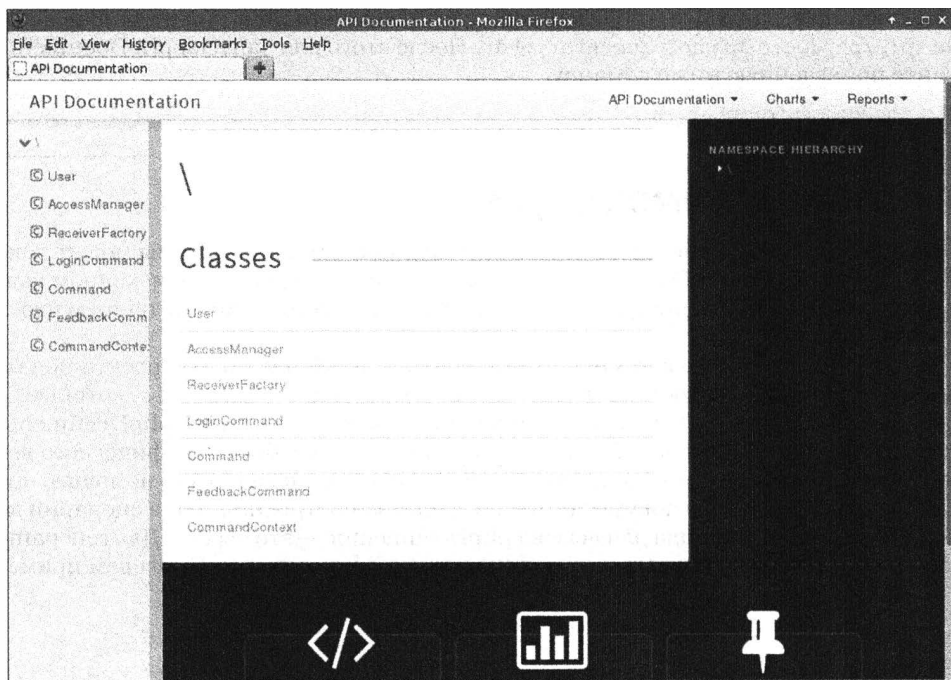 API Documentation - Mozilla Firefox
File Edit View History Bookmarks Tools Help
API Documentation
API Documentation
API Documentation
Charts
Reports
\
User
AccessManager
ReceiverFactory
LoginCommand
Command
FeedbackComm
CommandConte
\
Classes
User
AccessManager
ReceiverFactory
LoginCommand
Command
FeedbackCommand
CommandContext
NAMESPACE HIERARCHY
\